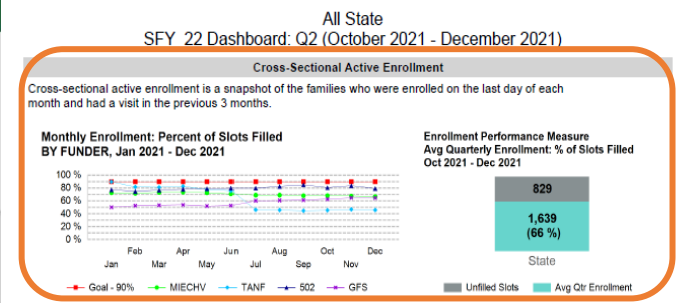 All State
SFY 22 Dashboard: Q2 (October 2021 - December 2021)
Cross-Sectional Active Enrollment
Cross-sectional active enrollment is a snapshot of the families who were enrolled on the last day of each
month and had a visit in the previous 3 months.
Monthly Enrollment: Percent of Slots Filled
BY FUNDER, Jan 2021 - Dec 2021
100 %
80 %
60 %
40 %
20 %
0 %
Feb Apr Jun Aug Oct Dec
Jan Mar May Jul Sep Nov
Goal - 90% MIECHV TANF 502 GFS
Enrollment Performance Measure
Avg Quarterly Enrollment: % of Slots Filled
Oct 2021 - Dec 2021
829
1,639
(66 %)
State
Unfilled Slots Avg Qtr Enrollment